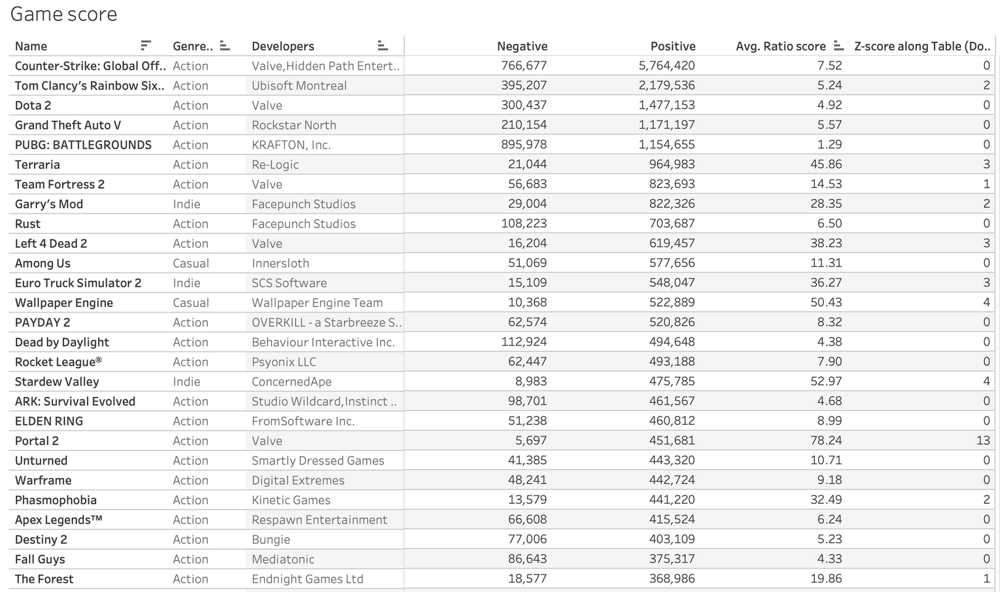 Game score
Name Genre.. Developers Negative Positive Avg. Ratio score Z-score along Table (Do..
Counter-Strike: Global Off.. Action Valve,Hidden Path Entert.. 766,677 5,764,420 7.52 0
Tom Clancy’s Rainbow Six.. Action Ubisoft Montreal 395,207 2,179,536 5.24 2
Dota 2 Action Valve 300,437 1,477,153 4.92 0
Grand Theft Auto V Action Rockstar North 210,154 1,171,197 5.57 0
PUBG: BATTLEGROUNDS Action KRAFTON, Inc. 895,978 1,154,655 1.29 0
Terraria Action Re-Logic 21,044 964,983 45.86 3
Team Fortress 2 Action Valve 56,683 823,693 14.53 1
Garry’s Mod Indie Facepunch Studios 29,004 822,326 28.35 2
Rust Action Facepunch Studios 108,223 703,687 6.50 0
Left 4 Dead 2 Action Valve 16,204 619,457 38.23 3
Among Us Casual Innersloth 51,069 577,656 11.31 0
Euro Truck Simulator 2 Indie SCS Software 15,109 548,047 36.27 3
Wallpaper Engine Casual Wallpaper Engine Team 10,368 522,889 50.43 4
PAYDAY 2 Action OVERKILL - a Starbreeze S.. 62,574 520,826 8.32 0
Dead by Daylight Action Behaviour Interactive Inc. 112,924 494,648 4.38 0
Rocket League® Action Psyonix LLC 62,447 493,188 7.90 0
Stardew Valley Indie ConcernedApe 8,983 475,785 52.97 4
ARK: Survival Evolved Action Studio Wildcard,Instinct .. 98,701 461,567 4.68 0
ELDEN RING Action FromSoftware Inc. 51,238 460,812 8.99 0
Portal 2 Action Valve 5,697 451,681 78.24 13
Unturned Action Smartly Dressed Games 41,385 443,320 10.71 0
Warframe Action Digital Extremes 48,241 442,724 9.18 0
Phasmophobia Action Kinetic Games 13,579 441,220 32.49 2
Apex Legends™ Action Respawn Entertainment 66,608 415,524 6.24 0
Destiny 2 Action Bungie 77,006 403,109 5.23 0
Fall Guys Action Mediatonic 86,643 375,317 4.33 0
The Forest Action Endnight Games Ltd 18,577 368,986 19.86 1